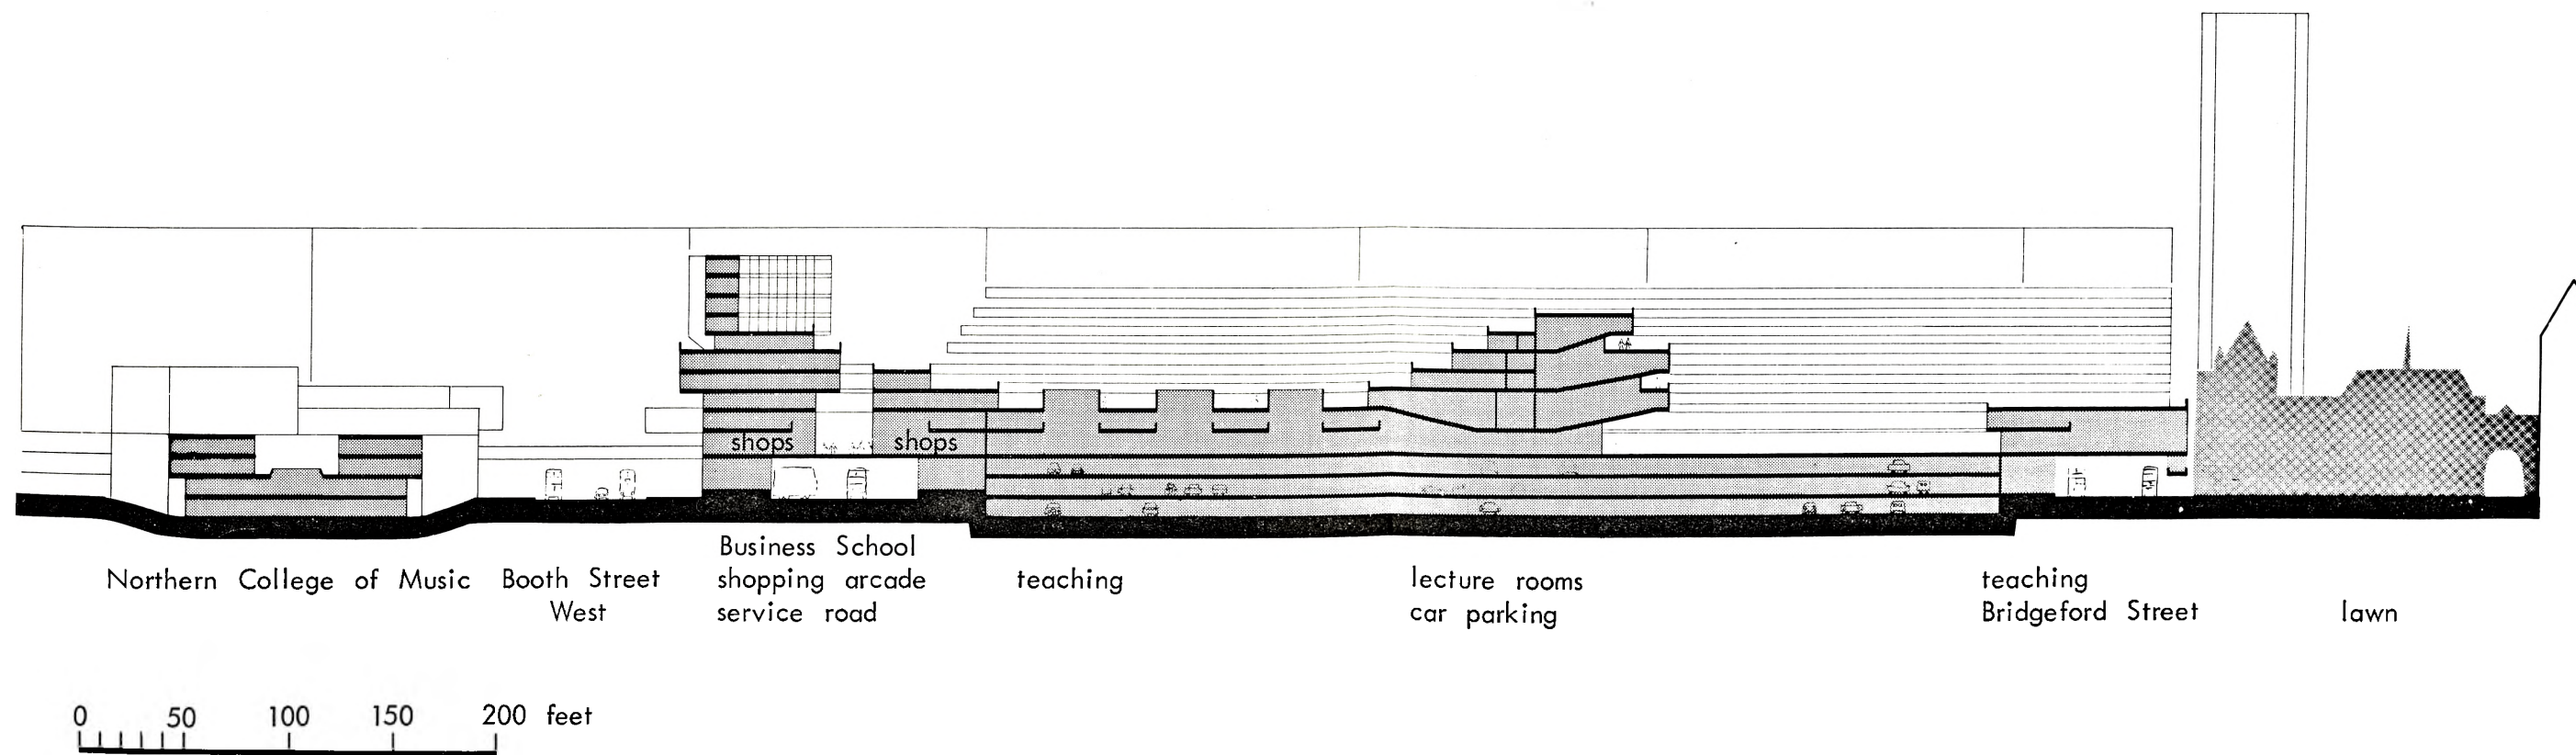 shops
shops
Northern College of Music
Booth Street
West
Business School
shopping arcade
service road
teaching
lecture rooms
car parking
teaching
Bridgeford Street
lawn
0 50 100 150 200 feet